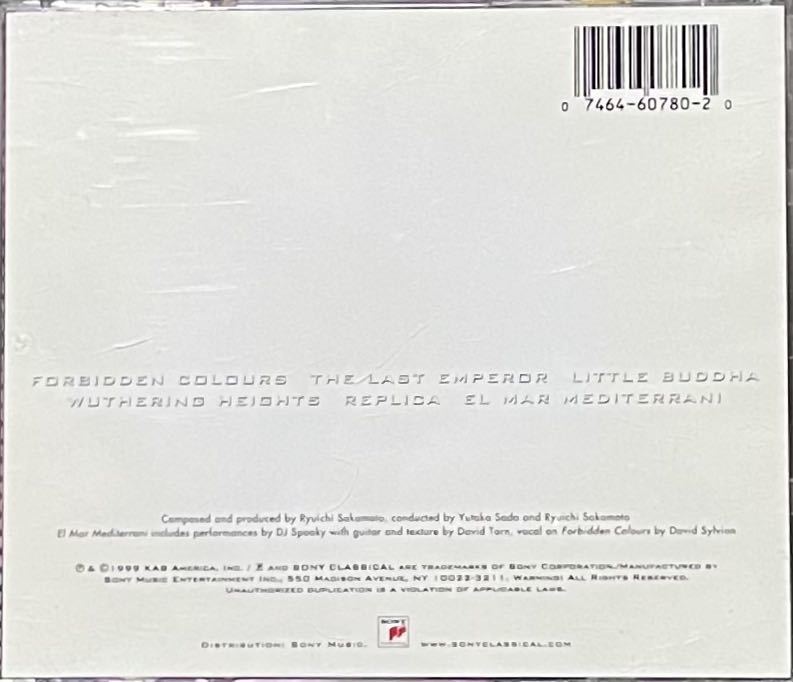 0 7464-60780-2 0
FORBIDDEN COLOURS THE LAST EMPEROR LITTLE BUDDHA
WUTHERING HEIGHTS REPLICA EL MAR MEDITERRANI
Composed and produced by Ryuichi Sakamoto, conducted by Yutaka Sado and Ryuichi Sakamoto
El Mar Mediterrani includes performances by DJ Spooky with guitar and texture by David Torn, vocal on Forbidden Colours by David Sylvian
℗ & © 1999 KAB AMERICA, INC. / AND SONY CLASSICAL ARE TRADEMARKS OF SONY CORPORATION./MANUFACTURED BY
SONY MUSIC ENTERTAINMENT INC., 550 MADISON AVENUE, NY 10022-3211, WARNING: ALL RIGHTS RESERVED.
UNAUTHORIZED DUPLICATION IS A VIOLATION OF APPLICABLE LAWS.
SONY
DISTRIBUTION: SONY MUSIC. WWW.SONYCLASSICAL.COM